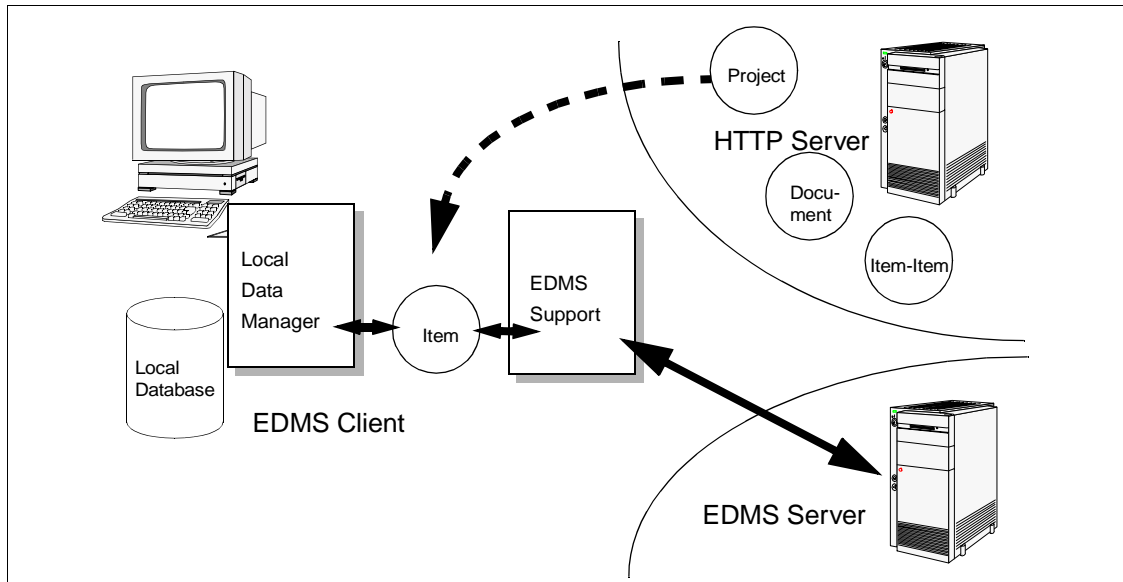 Project
HTTP Server
Docu-
ment
Item-Item
Local
Data
Manager
Item
EDMS
Support
Local
Database
EDMS Client
EDMS Server